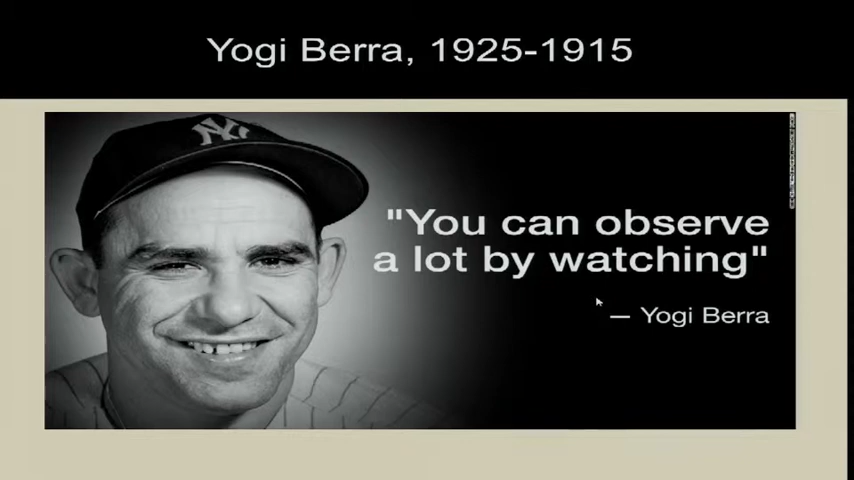 Yogi Berra, 1925-1915
NY
"You can observe
a lot by watching"
— Yogi Berra